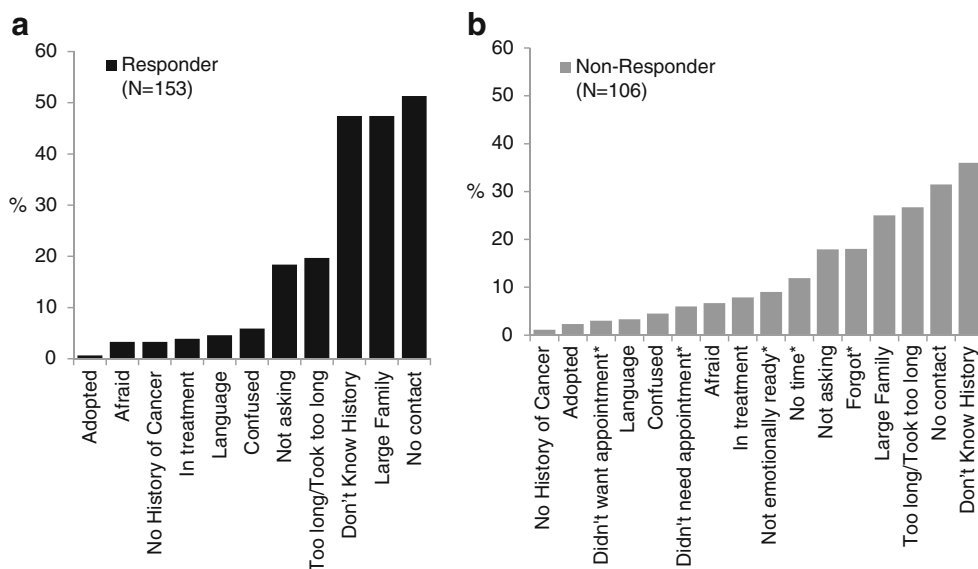 a
60
50
40
30
20
10
0
%
Responder
(N=153)
Adopted
Afraid
No History of Cancer
In treatment
Language
Confused
Not asking
Too long/Took too long
Don't Know History
Large Family
No contact
b
60
50
40
30
20
10
0
%
Non-Responder
(N=106)
No History of Cancer
Adopted
Didn't want appointment*
Language
Confused
Didn't need appointment*
Afraid
In treatment
Not emotionally ready*
No time*
Not asking
Forgot*
Large Family
Too long/Took too long
No contact
Don't Know History